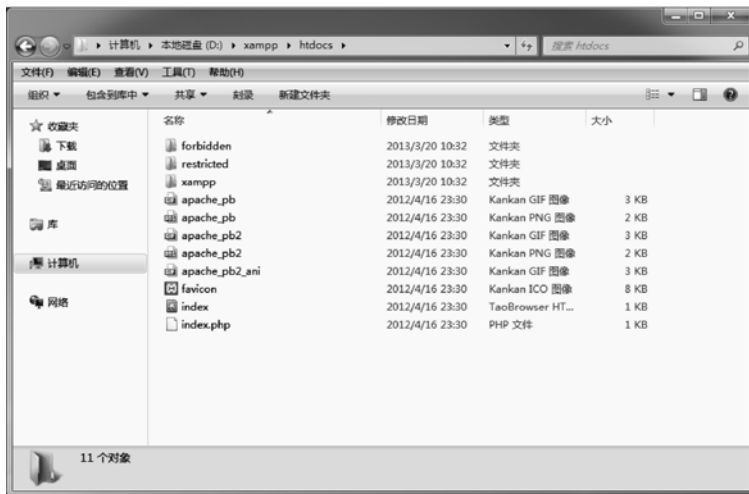 计算机 ▸ 本地磁盘 (D:) ▸ xampp ▸ htdocs ▸
搜索 htdocs
文件(F) 编辑(E) 查看(V) 工具(T) 帮助(H)
组织 包含到库中 共享 刻录 新建文件夹
收藏夹
下载
桌面
最近访问的位置
库
计算机
网络
名称 修改日期 类型 大小
forbidden 2013/3/20 10:32 文件夹
restricted 2013/3/20 10:32 文件夹
xampp 2013/3/20 10:32 文件夹
apache_pb 2012/4/16 23:30 Kankan GIF 图像 3 KB
apache_pb 2012/4/16 23:30 Kankan PNG 图像 2 KB
apache_pb2 2012/4/16 23:30 Kankan GIF 图像 3 KB
apache_pb2 2012/4/16 23:30 Kankan PNG 图像 2 KB
apache_pb2_ani 2012/4/16 23:30 Kankan GIF 图像 3 KB
favicon 2012/4/16 23:30 Kankan ICO 图像 8 KB
index 2012/4/16 23:30 TaoBrowser HT... 1 KB
index.php 2012/4/16 23:30 PHP 文件 1 KB
11 个对象